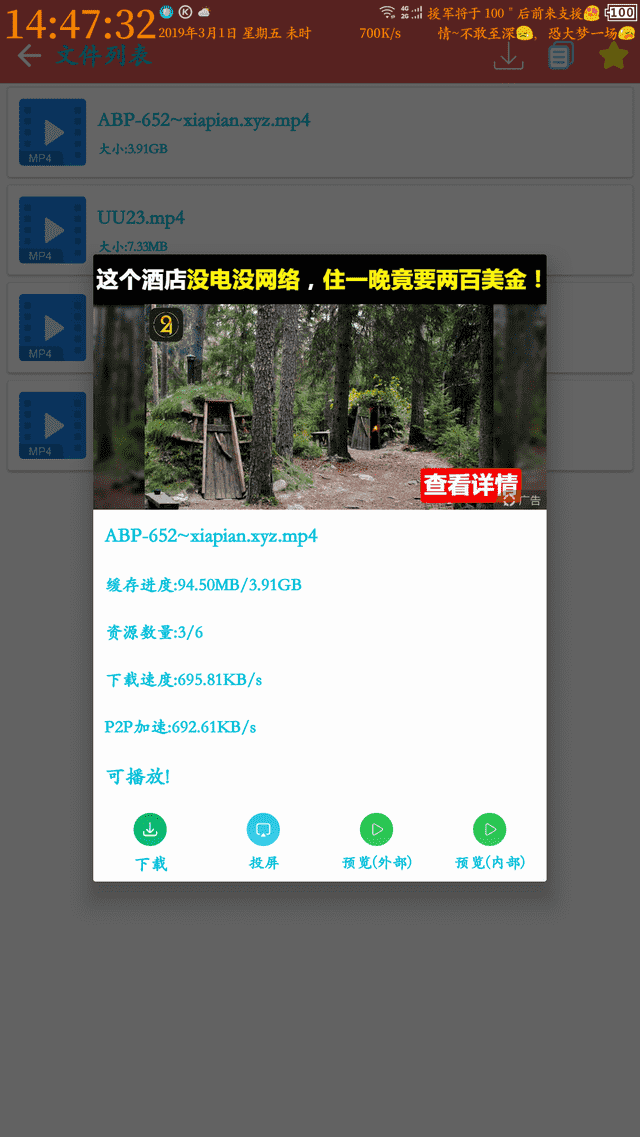 14:47:32
援军将于 100 " 后前来支援
100
2019年3月1日 星期五 未时
700K/s
情~不敢至深, 恐大梦一场
文件列表
ABP-652~xiapian.xyz.mp4
大小:3.91GB
MP4
UU23.mp4
大小:7.33MB
MP4
MP4
MP4
这个酒店没电没网络，住一晚竟要两百美金！
查看详情
广告
ABP-652~xiapian.xyz.mp4
缓存进度:94.50MB/3.91GB
资源数量:3/6
下载速度:695.81KB/s
P2P加速:692.61KB/s
可播放!
下载
投屏
预览(外部)
预览(内部)